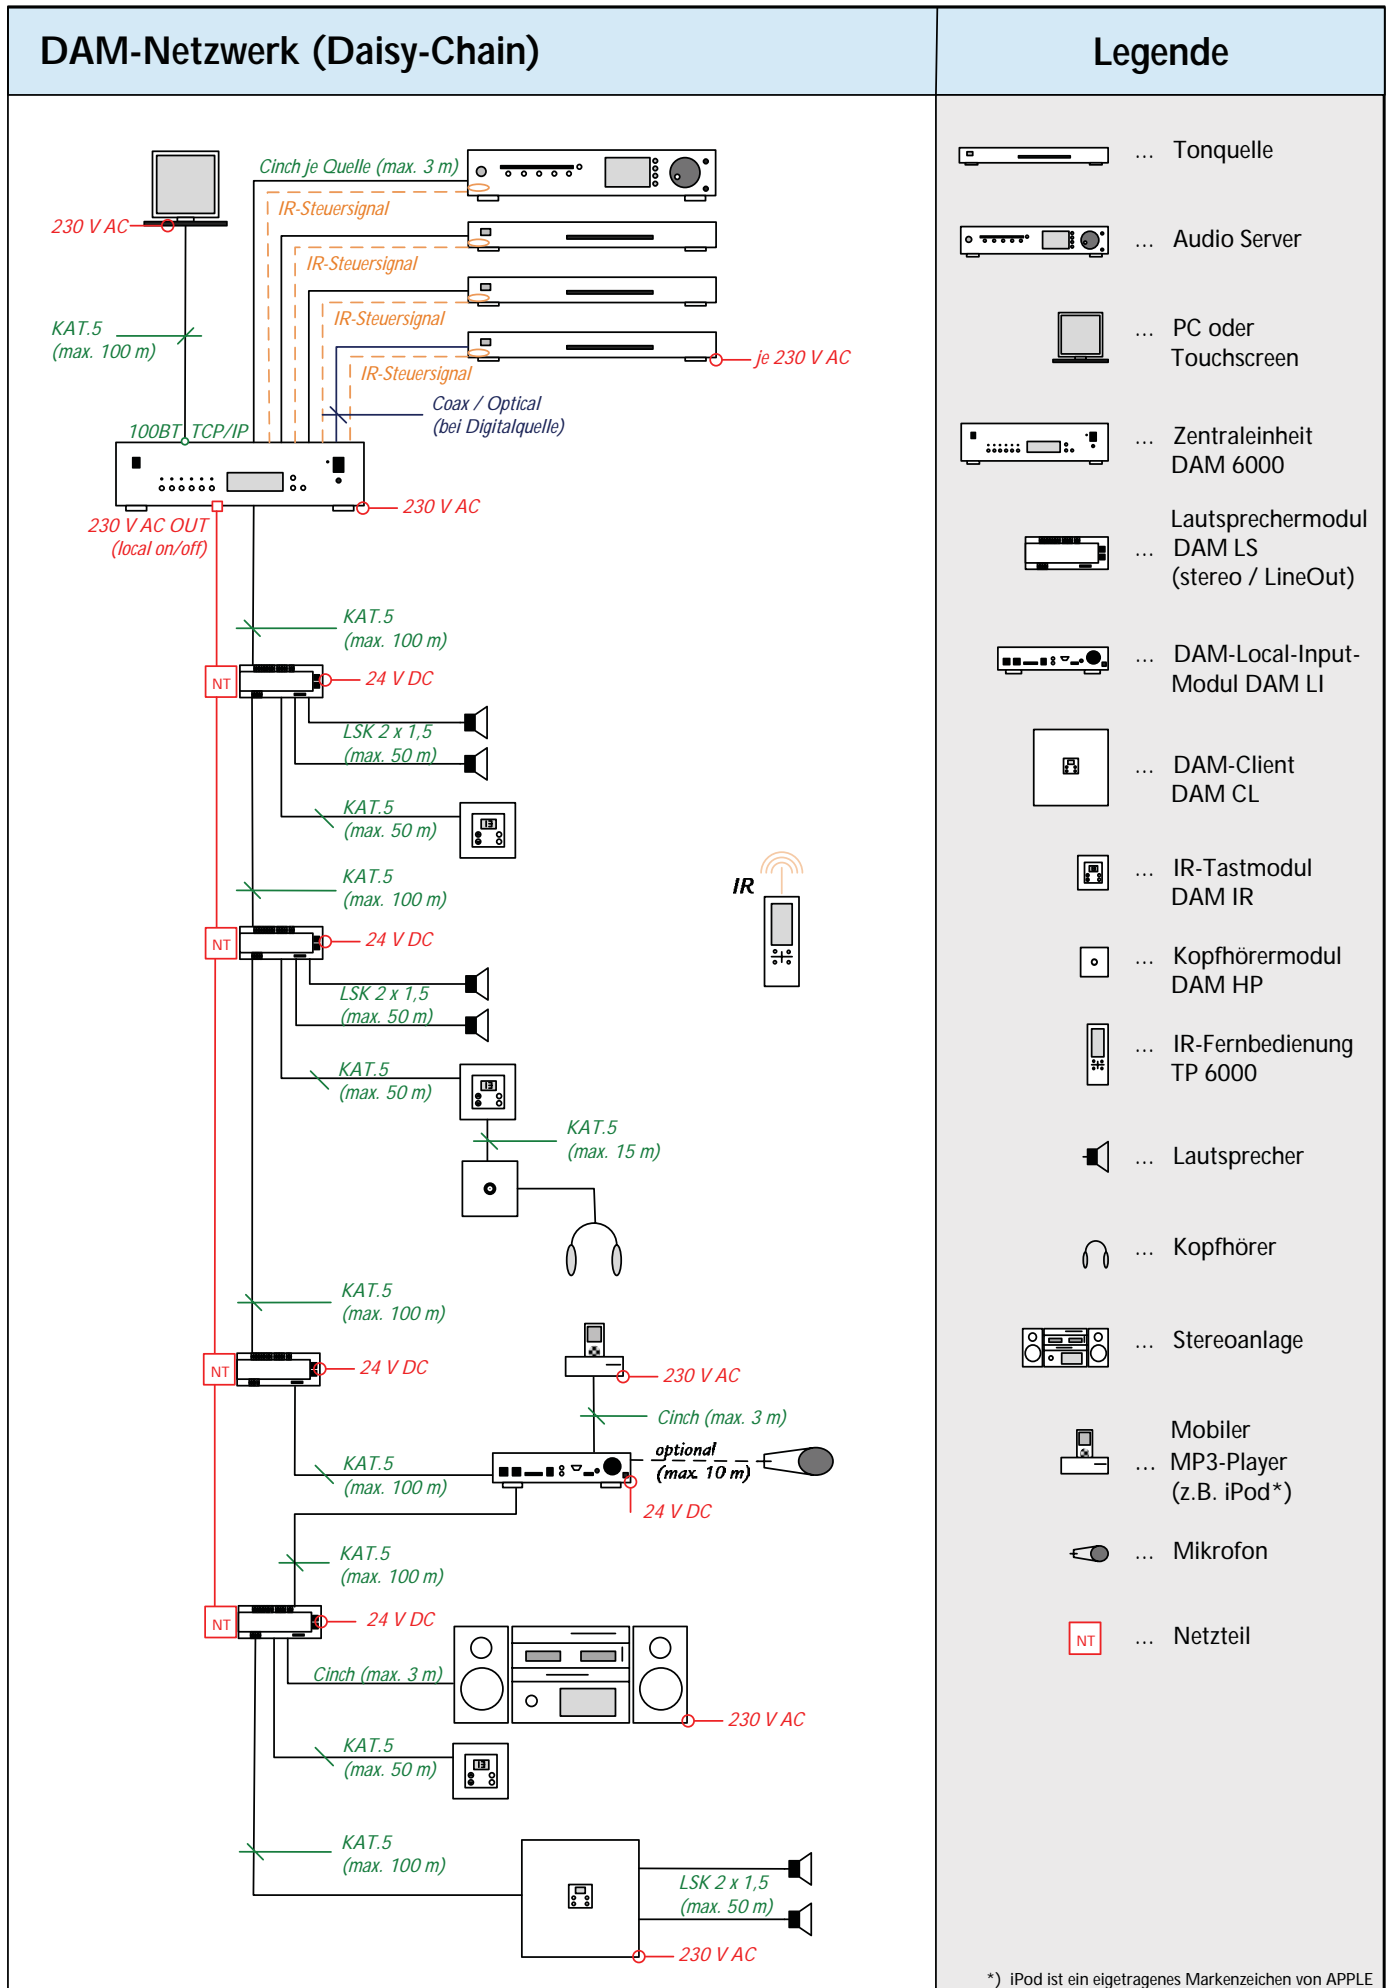 DAM-Netzwerk (Daisy-Chain)
Cinch je Quelle (max. 3 m)
IR-Steuersignal
230 V AC
IR-Steuersignal
IR-Steuersignal
KAT.5
(max. 100 m)
je 230 V AC
IR-Steuersignal
Coax / Optical
(bei Digitalquelle)
100BT TCP/IP
230 V AC
230 V AC OUT
(local on/off)
KAT.5
(max. 100 m)
NT
24 V DC
LSK 2 x 1,5
(max. 50 m)
KAT.5
(max. 50 m)
13
KAT.5
(max. 100 m)
IR
NT
24 V DC
LSK 2 x 1,5
(max. 50 m)
KAT.5
(max. 50 m)
13
KAT.5
(max. 15 m)
KAT.5
(max. 100 m)
NT
24 V DC
230 V AC
Cinch (max. 3 m)
optional
(max. 10 m)
KAT.5
(max. 100 m)
24 V DC
KAT.5
(max. 100 m)
NT
24 V DC
Cinch (max. 3 m)
230 V AC
KAT.5
(max. 50 m)
13
KAT.5
(max. 100 m)
LSK 2 x 1,5
(max. 50 m)
230 V AC
Legende
... Tonquelle
... Audio Server
... PC oder
Touchscreen
... Zentraleinheit
DAM 6000
Lautsprechermodul
... DAM LS
(stereo / LineOut)
... DAM-Local-Input-
Modul DAM LI
... DAM-Client
DAM CL
... IR-Tastmodul
DAM IR
... Kopfhörermodul
DAM HP
... IR-Fernbedienung
TP 6000
... Lautsprecher
... Kopfhörer
... Stereoanlage
Mobiler
... MP3-Player
(z.B. iPod*)
... Mikrofon
NT ... Netzteil
*) iPod ist ein eigetragenes Markenzeichen von APPLE